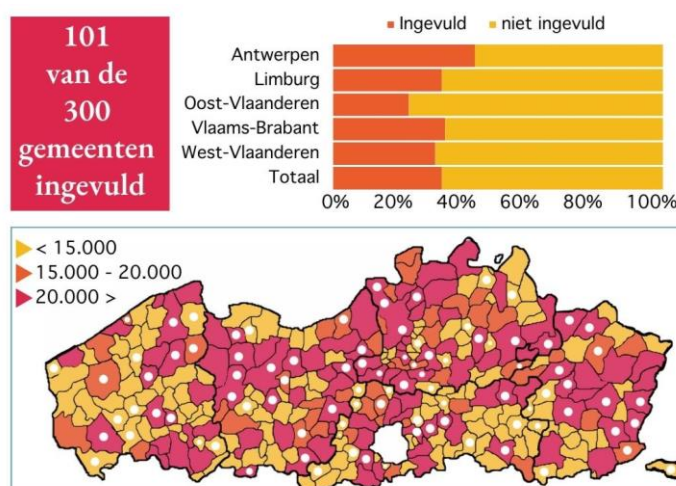 101
van de
300
gemeenten
ingevuld
Ingevuld niet ingevuld
Antwerpen
Limburg
Oost-Vlaanderen
Vlaams-Brabant
West-Vlaanderen
Totaal
0% 20% 40% 60% 80% 100%
< 15.000
15.000 - 20.000
20.000 >